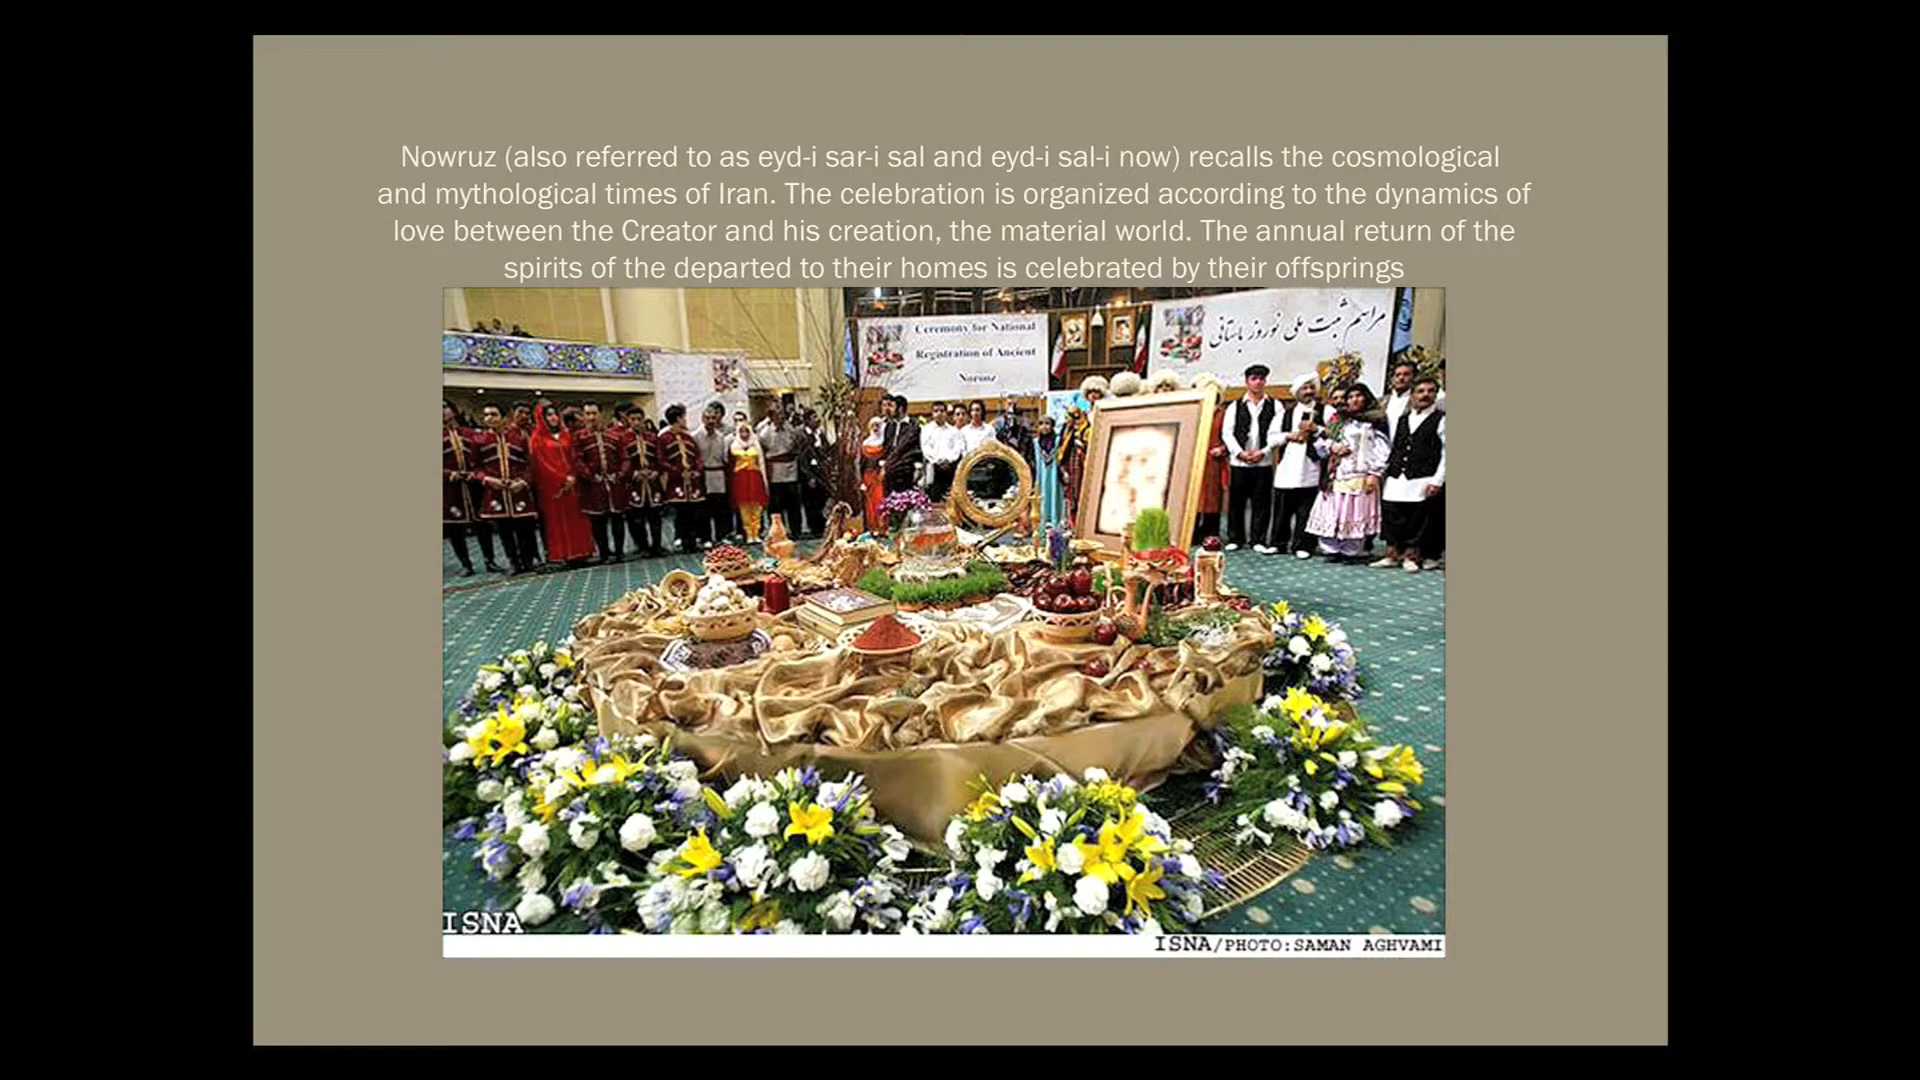 Nowruz (also referred to as eyd-i sar-i sal and eyd-i sal-i now) recalls the cosmological
and mythological times of Iran. The celebration is organized according to the dynamics of
love between the Creator and his creation, the material world. The annual return of the
spirits of the departed to their homes is celebrated by their offsprings
Ceremony for National
Registration of Ancient
Norouz
مراسم ثبت ملی نوروز باستانی
ISNA
ISNA/PHOTO:SAMAN AGHVAMI